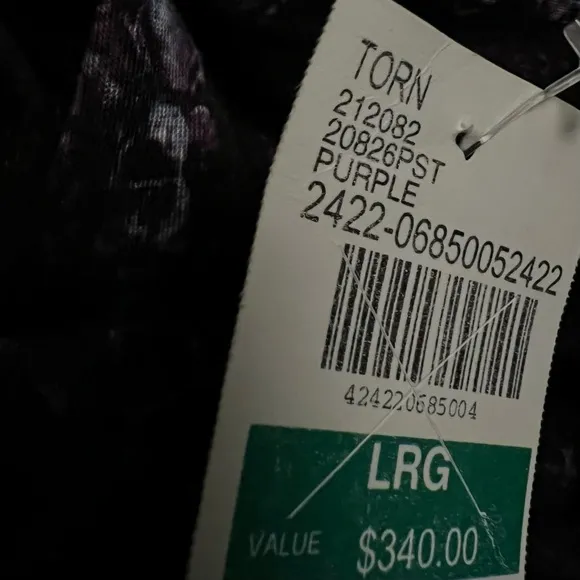 TORN
212082
20826PST
PURPLE
2422-06850052422
424220685004
LRG
VALUE $340.00